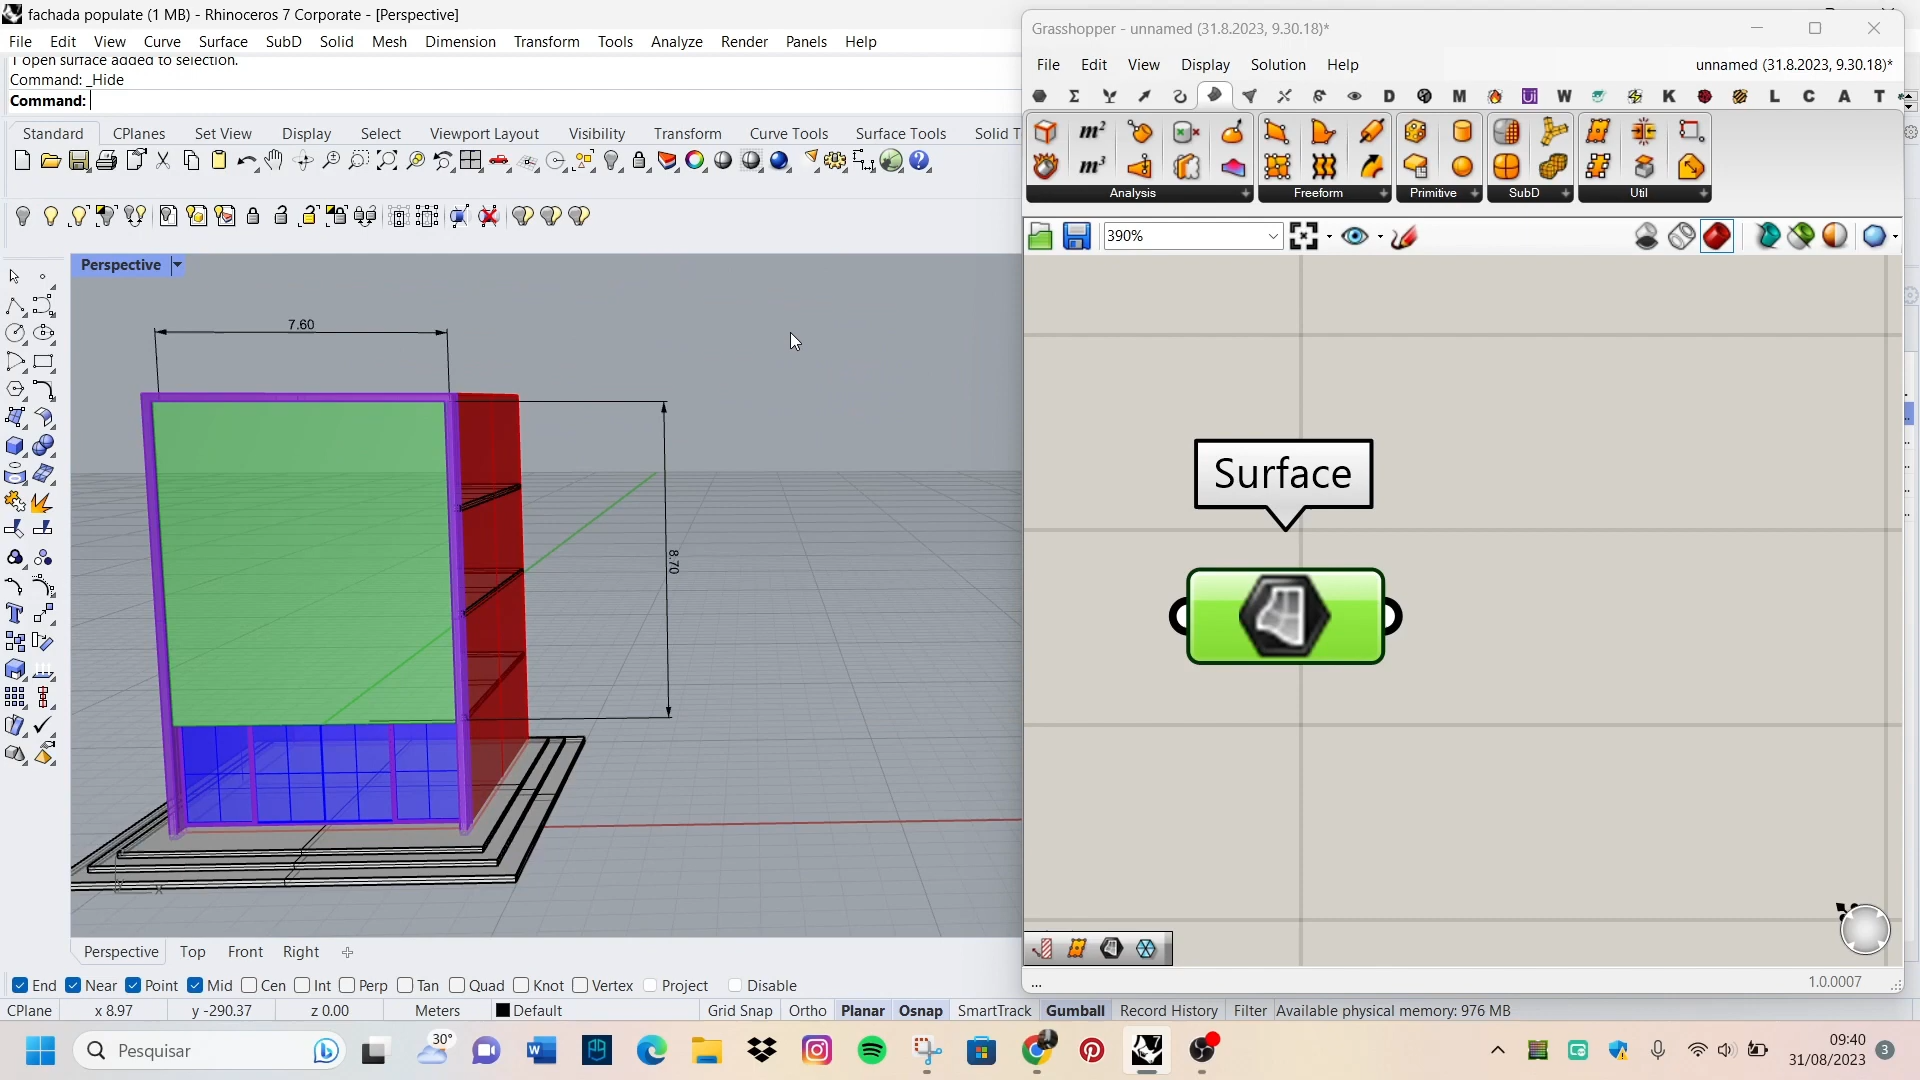 fachada populate (1 MB) - Rhinoceros 7 Corporate - [Perspective]
File Edit View Curve Surface SubD Solid Mesh Dimension Transform Tools Analyze Render Panels Help
1 open surface added to selection.
Command: _Hide
Command:
Standard CPlanes Set View Display Select Viewport Layout Visibility Transform Curve Tools Surface Tools Solid T
Perspective
7.60
8.70
Perspective Top Front Right
End Near Point Mid Cen Int Perp Tan Quad Knot Vertex Project Disable
CPlane x 8.97 y -290.37 z 0.00 Meters Default Grid Snap Ortho Planar Osnap SmartTrack Gumball Record History Filter Available physical memory: 976 MB
Grasshopper - unnamed (31.8.2023, 9.30.18)*
File Edit View Display Solution Help unnamed (31.8.2023, 9.30.18)*
D M W K L C A T
m² m³
Analysis Freeform Primitive SubD Util
390%
Surface
... 1.0.0007
Pesquisar 30° 09:40
31/08/2023 3